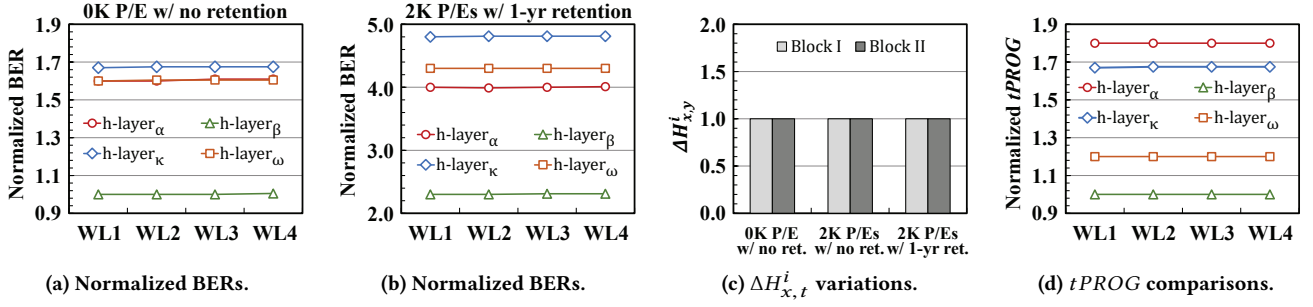 0K P/E w/ no retention
Normalized BER
1.9
1.7
1.6
1.3
1.1
0.9
h-layerα
h-layerβ
h-layerκ
h-layerω
WL1 WL2 WL3 WL4
(a) Normalized BERs.
2K P/Es w/ 1-yr retention
Normalized BER
5.0
4.0
3.0
2.0
h-layerα
h-layerβ
h-layerκ
h-layerω
WL1 WL2 WL3 WL4
(b) Normalized BERs.
ΔH^i_{x,y}
2.0
1.5
1.0
0.5
0.0
Block I
Block II
0K P/E 2K P/Es 2K P/Es
w/ no ret. w/ no ret. w/ 1-yr ret.
(c) ΔH^i_{x,t} variations.
Normalized tPROG
1.9
1.7
1.5
1.3
1.1
0.9
h-layerα
h-layerβ
h-layerκ
h-layerω
WL1 WL2 WL3 WL4
(d) tPROG comparisons.